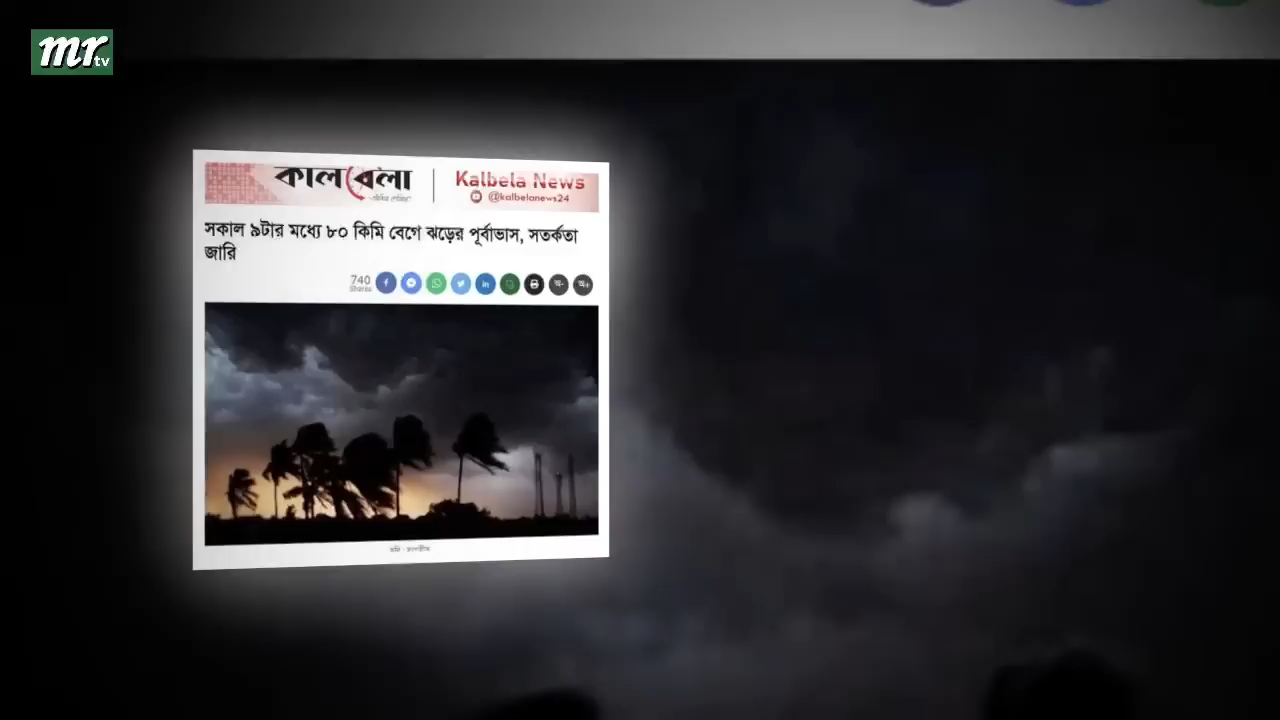 mr tv
কালবেলা
Kalbela News
@kalbelanews24
সকাল ৯টার মধ্যে ৮০ কিমি বেগে ঝড়ের পূর্বাভাস, সতর্কতা
জারি
740
Shares
অ-
অ+